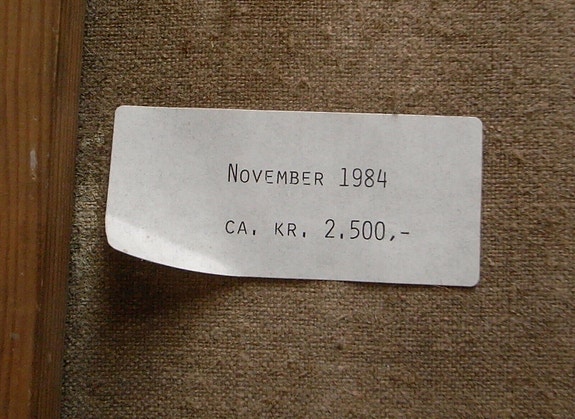 NOVEMBER 1984
CA. KR. 2.500,-